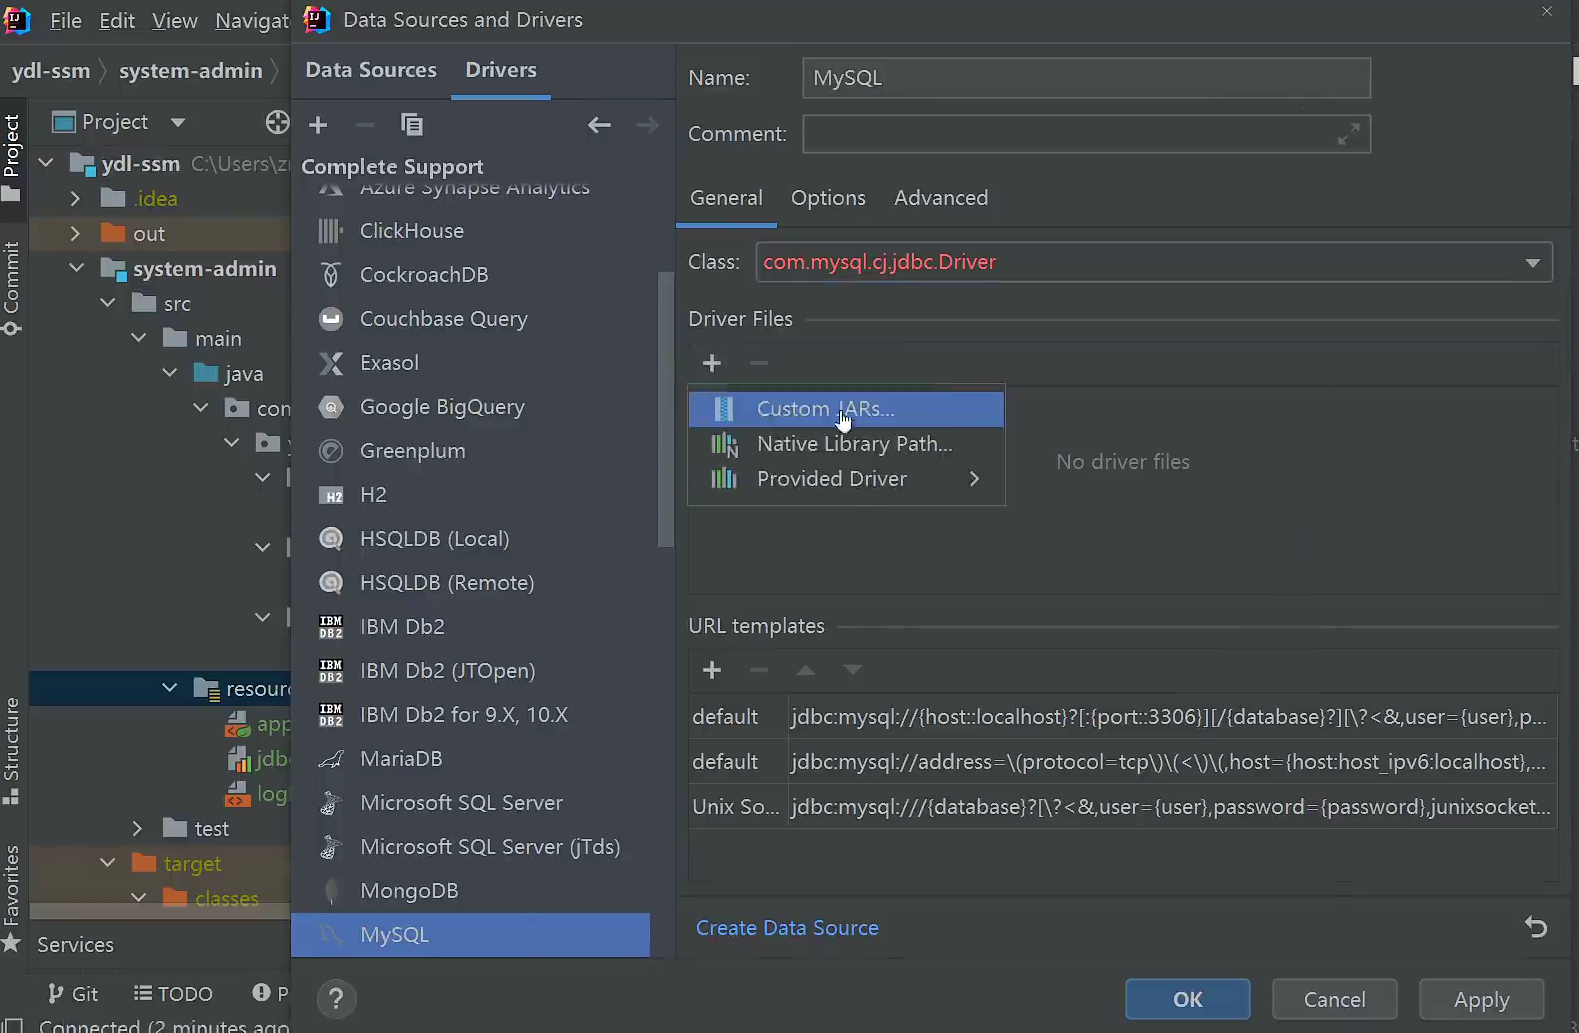 File Edit View Navigat
Data Sources and Drivers
ydl-ssm
system-admin
Project
Project
ydl-ssm C:\Users\z
.idea
out
system-admin
src
main
java
resour
app
jdb
log
test
target
classes
Commit
Structure
Favorites
Services
Git
TODO
P
Connected (2 minutes ago
Data Sources
Drivers
Complete Support
Azure Synapse Analytics
ClickHouse
CockroachDB
Couchbase Query
Exasol
Google BigQuery
Greenplum
H2
HSQLDB (Local)
HSQLDB (Remote)
IBM DB2
IBM Db2
IBM DB2
IBM Db2 (JTOpen)
IBM DB2
IBM Db2 for 9.X, 10.X
MariaDB
Microsoft SQL Server
Microsoft SQL Server (jTds)
MongoDB
MySQL
?
Name: MySQL
Comment:
General Options Advanced
Class: com.mysql.cj.jdbc.Driver
Driver Files
Custom JARs...
Native Library Path...
Provided Driver
No driver files
URL templates
default jdbc:mysql://{host::localhost}?[:{port::3306}][/{database}?][\?<&,user={user},p...
default jdbc:mysql://address=\(protocol=tcp\)\(<\)\(,host={host:host_ipv6:localhost},...
Unix So... jdbc:mysql:///{database}?[\?<&,user={user},password={password},junixsocket...
Create Data Source
OK Cancel Apply